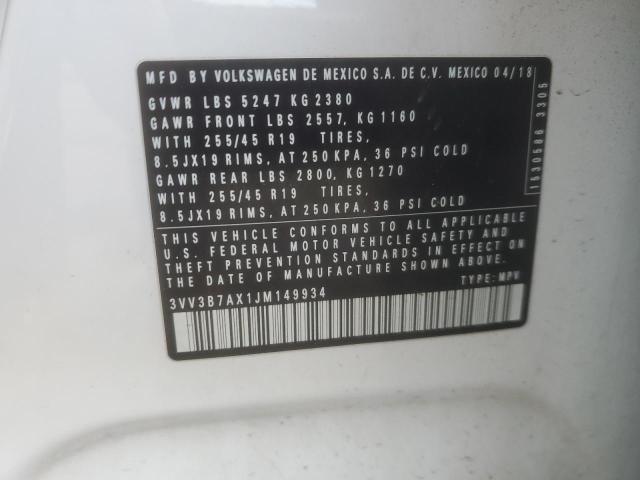 MFD BY VOLKSWAGEN DE MEXICO S.A. DE C.V. MEXICO 04/18
GVWR LBS 5247 KG 2380
GAWR FRONT LBS 2557, KG 1160
WITH 255/45 R19 TIRES,
8.5JX19 RIMS, AT 250 KPA, 36 PSI COLD
GAWR REAR LBS 2800, KG 1270
WITH 255/45 R19 TIRES,
8.5JX19 RIMS, AT 250 KPA, 36 PSI COLD
THIS VEHICLE CONFORMS TO ALL APPLICABLE
U.S. FEDERAL MOTOR VEHICLE SAFETY AND
THEFT PREVENTION STANDARDS IN EFFECT ON
THE DATE OF MANUFACTURE SHOWN ABOVE.
3VV3B7AX1JM149934 TYPE: MPV
1530586 3305